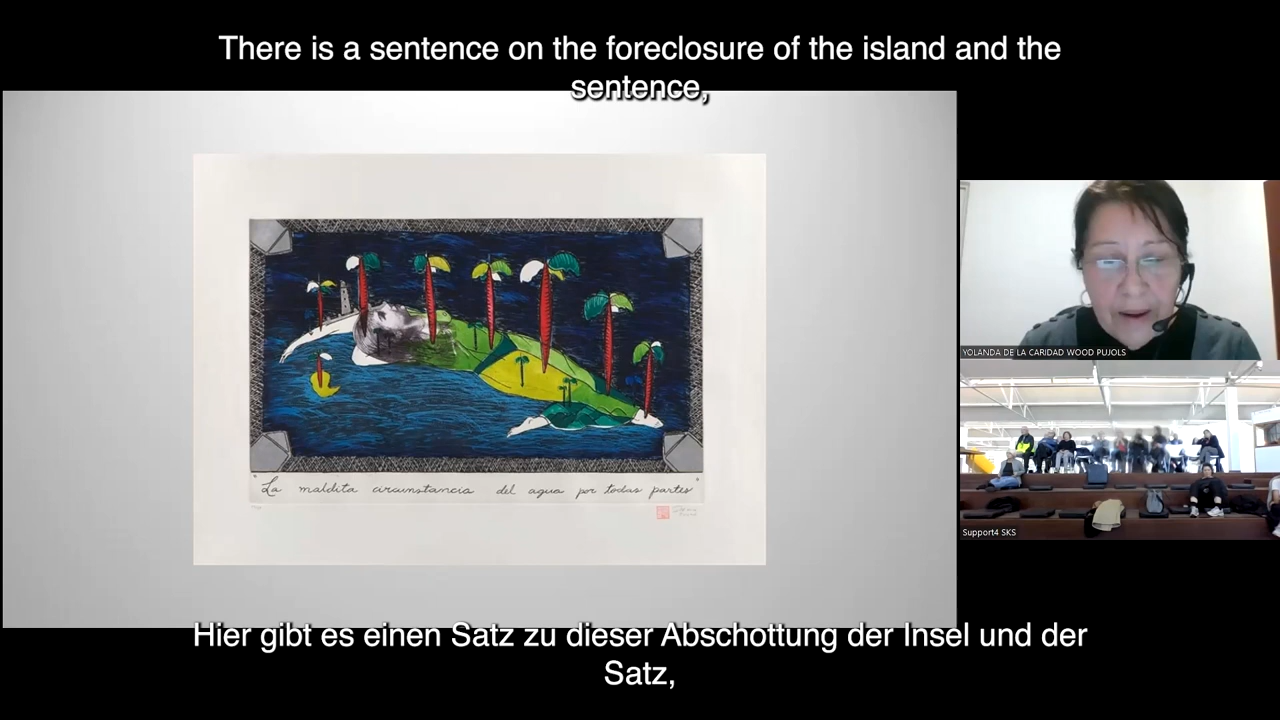 There is a sentence on the foreclosure of the island and the
sentence,
YOLANDA DE LA CARIDAD WOOD PUJOLS
"La maldita circunstancia del agua por todas partes"
Support4 SKS
Hier gibt es einen Satz zu dieser Abschottung der Insel und der
Satz,